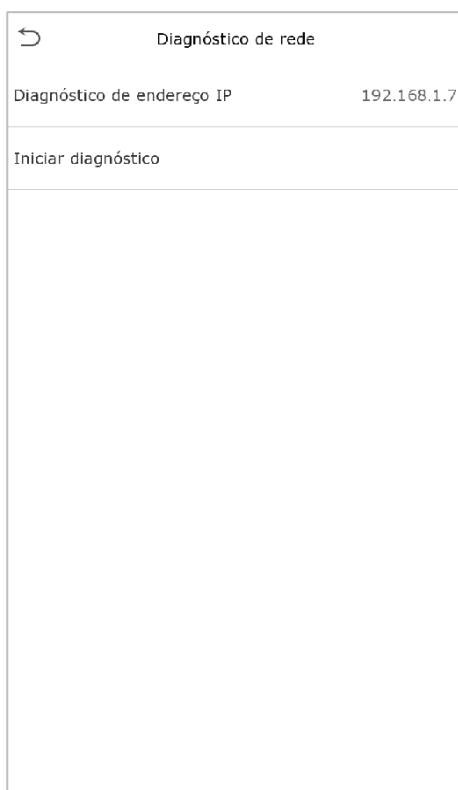 Diagnóstico de rede
Diagnóstico de endereço IP 192.168.1.7
Iniciar diagnóstico